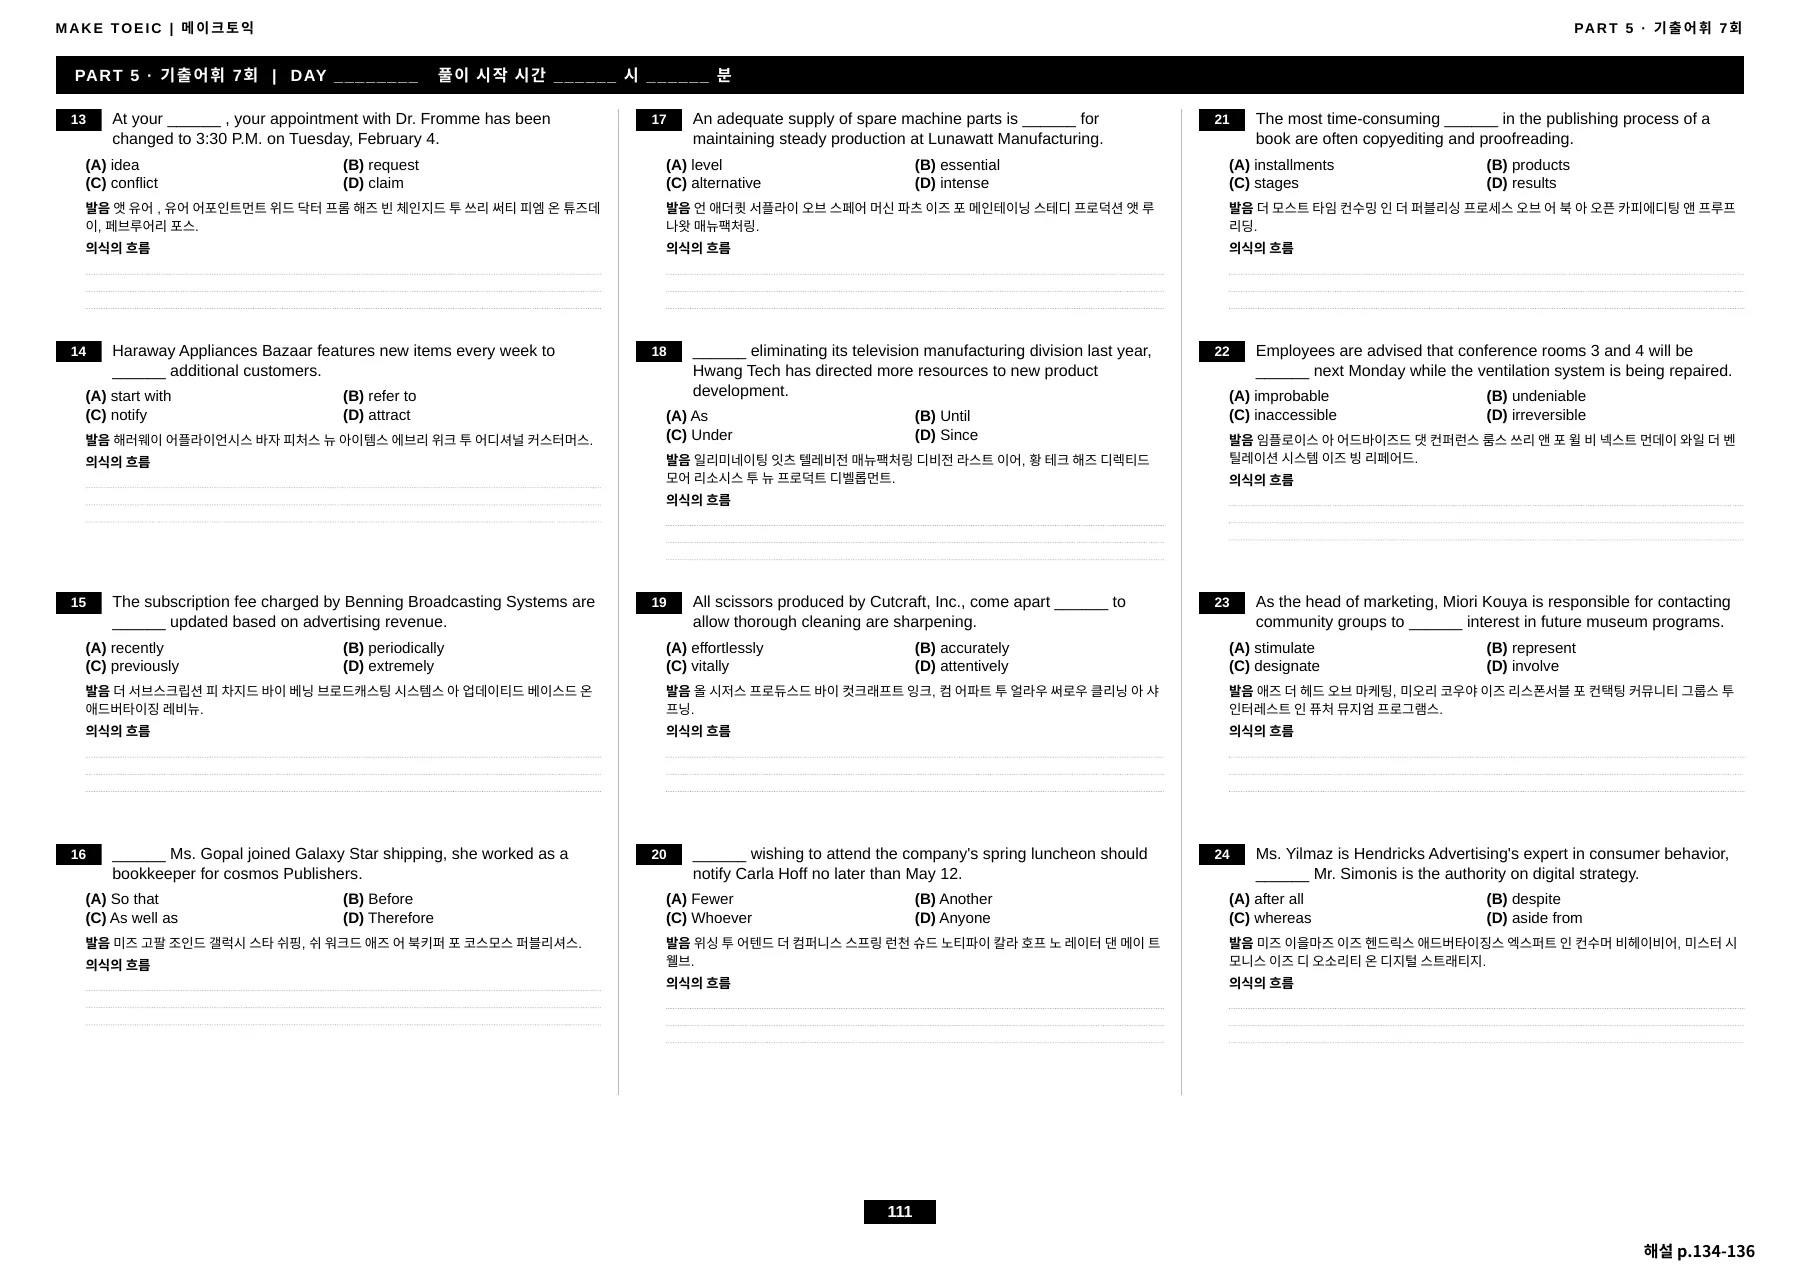 MAKE TOEIC | 메이크토익
PART 5 · 기출어휘 7회
PART 5 · 기출어휘 7회 | DAY ________ 풀이 시작 시간 ______ 시 ______ 분
13 At your ______ , your appointment with Dr. Fromme has been
changed to 3:30 P.M. on Tuesday, February 4.
(A) idea (B) request
(C) conflict (D) claim
발음 앳 유어 , 유어 어포인트먼트 위드 닥터 프롬 해즈 빈 체인지드 투 쓰리 써티 피엠 온 튜즈데
이, 페브루어리 포스.
의식의 흐름
14 Haraway Appliances Bazaar features new items every week to
______ additional customers.
(A) start with (B) refer to
(C) notify (D) attract
발음 해러웨이 어플라이언시스 바자 피처스 뉴 아이템스 에브리 위크 투 어디셔널 커스터머스.
의식의 흐름
15 The subscription fee charged by Benning Broadcasting Systems are
______ updated based on advertising revenue.
(A) recently (B) periodically
(C) previously (D) extremely
발음 더 서브스크립션 피 차지드 바이 베닝 브로드캐스팅 시스템스 아 업데이티드 베이스드 온
애드버타이징 레비뉴.
의식의 흐름
16 ______ Ms. Gopal joined Galaxy Star shipping, she worked as a
bookkeeper for cosmos Publishers.
(A) So that (B) Before
(C) As well as (D) Therefore
발음 미즈 고팔 조인드 갤럭시 스타 쉬핑, 쉬 워크드 애즈 어 북키퍼 포 코스모스 퍼블리셔스.
의식의 흐름
17 An adequate supply of spare machine parts is ______ for
maintaining steady production at Lunawatt Manufacturing.
(A) level (B) essential
(C) alternative (D) intense
발음 언 애더큇 서플라이 오브 스페어 머신 파츠 이즈 포 메인테이닝 스테디 프로덕션 앳 루
나왓 매뉴팩처링.
의식의 흐름
18 ______ eliminating its television manufacturing division last year,
Hwang Tech has directed more resources to new product
development.
(A) As (B) Until
(C) Under (D) Since
발음 일리미네이팅 잇츠 텔레비전 매뉴팩처링 디비전 라스트 이어, 황 테크 해즈 디렉티드
모어 리소시스 투 뉴 프로덕트 디벨롭먼트.
의식의 흐름
19 All scissors produced by Cutcraft, Inc., come apart ______ to
allow thorough cleaning are sharpening.
(A) effortlessly (B) accurately
(C) vitally (D) attentively
발음 올 시저스 프로듀스드 바이 컷크래프트 잉크, 컴 어파트 투 얼라우 써로우 클리닝 아 샤
프닝.
의식의 흐름
20 ______ wishing to attend the company's spring luncheon should
notify Carla Hoff no later than May 12.
(A) Fewer (B) Another
(C) Whoever (D) Anyone
발음 위싱 투 어텐드 더 컴퍼니스 스프링 런천 슈드 노티파이 칼라 호프 노 레이터 댄 메이 트
웰브.
의식의 흐름
21 The most time-consuming ______ in the publishing process of a
book are often copyediting and proofreading.
(A) installments (B) products
(C) stages (D) results
발음 더 모스트 타임 컨수밍 인 더 퍼블리싱 프로세스 오브 어 북 아 오픈 카피에디팅 앤 프루프
리딩.
의식의 흐름
22 Employees are advised that conference rooms 3 and 4 will be
______ next Monday while the ventilation system is being repaired.
(A) improbable (B) undeniable
(C) inaccessible (D) irreversible
발음 임플로이스 아 어드바이즈드 댓 컨퍼런스 룸스 쓰리 앤 포 윌 비 넥스트 먼데이 와일 더 벤
틸레이션 시스템 이즈 빙 리페어드.
의식의 흐름
23 As the head of marketing, Miori Kouya is responsible for contacting
community groups to ______ interest in future museum programs.
(A) stimulate (B) represent
(C) designate (D) involve
발음 애즈 더 헤드 오브 마케팅, 미오리 코우야 이즈 리스폰서블 포 컨택팅 커뮤니티 그룹스 투
인터레스트 인 퓨처 뮤지엄 프로그램스.
의식의 흐름
24 Ms. Yilmaz is Hendricks Advertising's expert in consumer behavior,
______ Mr. Simonis is the authority on digital strategy.
(A) after all (B) despite
(C) whereas (D) aside from
발음 미즈 이을마즈 이즈 헨드릭스 애드버타이징스 엑스퍼트 인 컨수머 비헤이비어, 미스터 시
모니스 이즈 디 오소리티 온 디지털 스트래티지.
의식의 흐름
111
해설 p.134-136